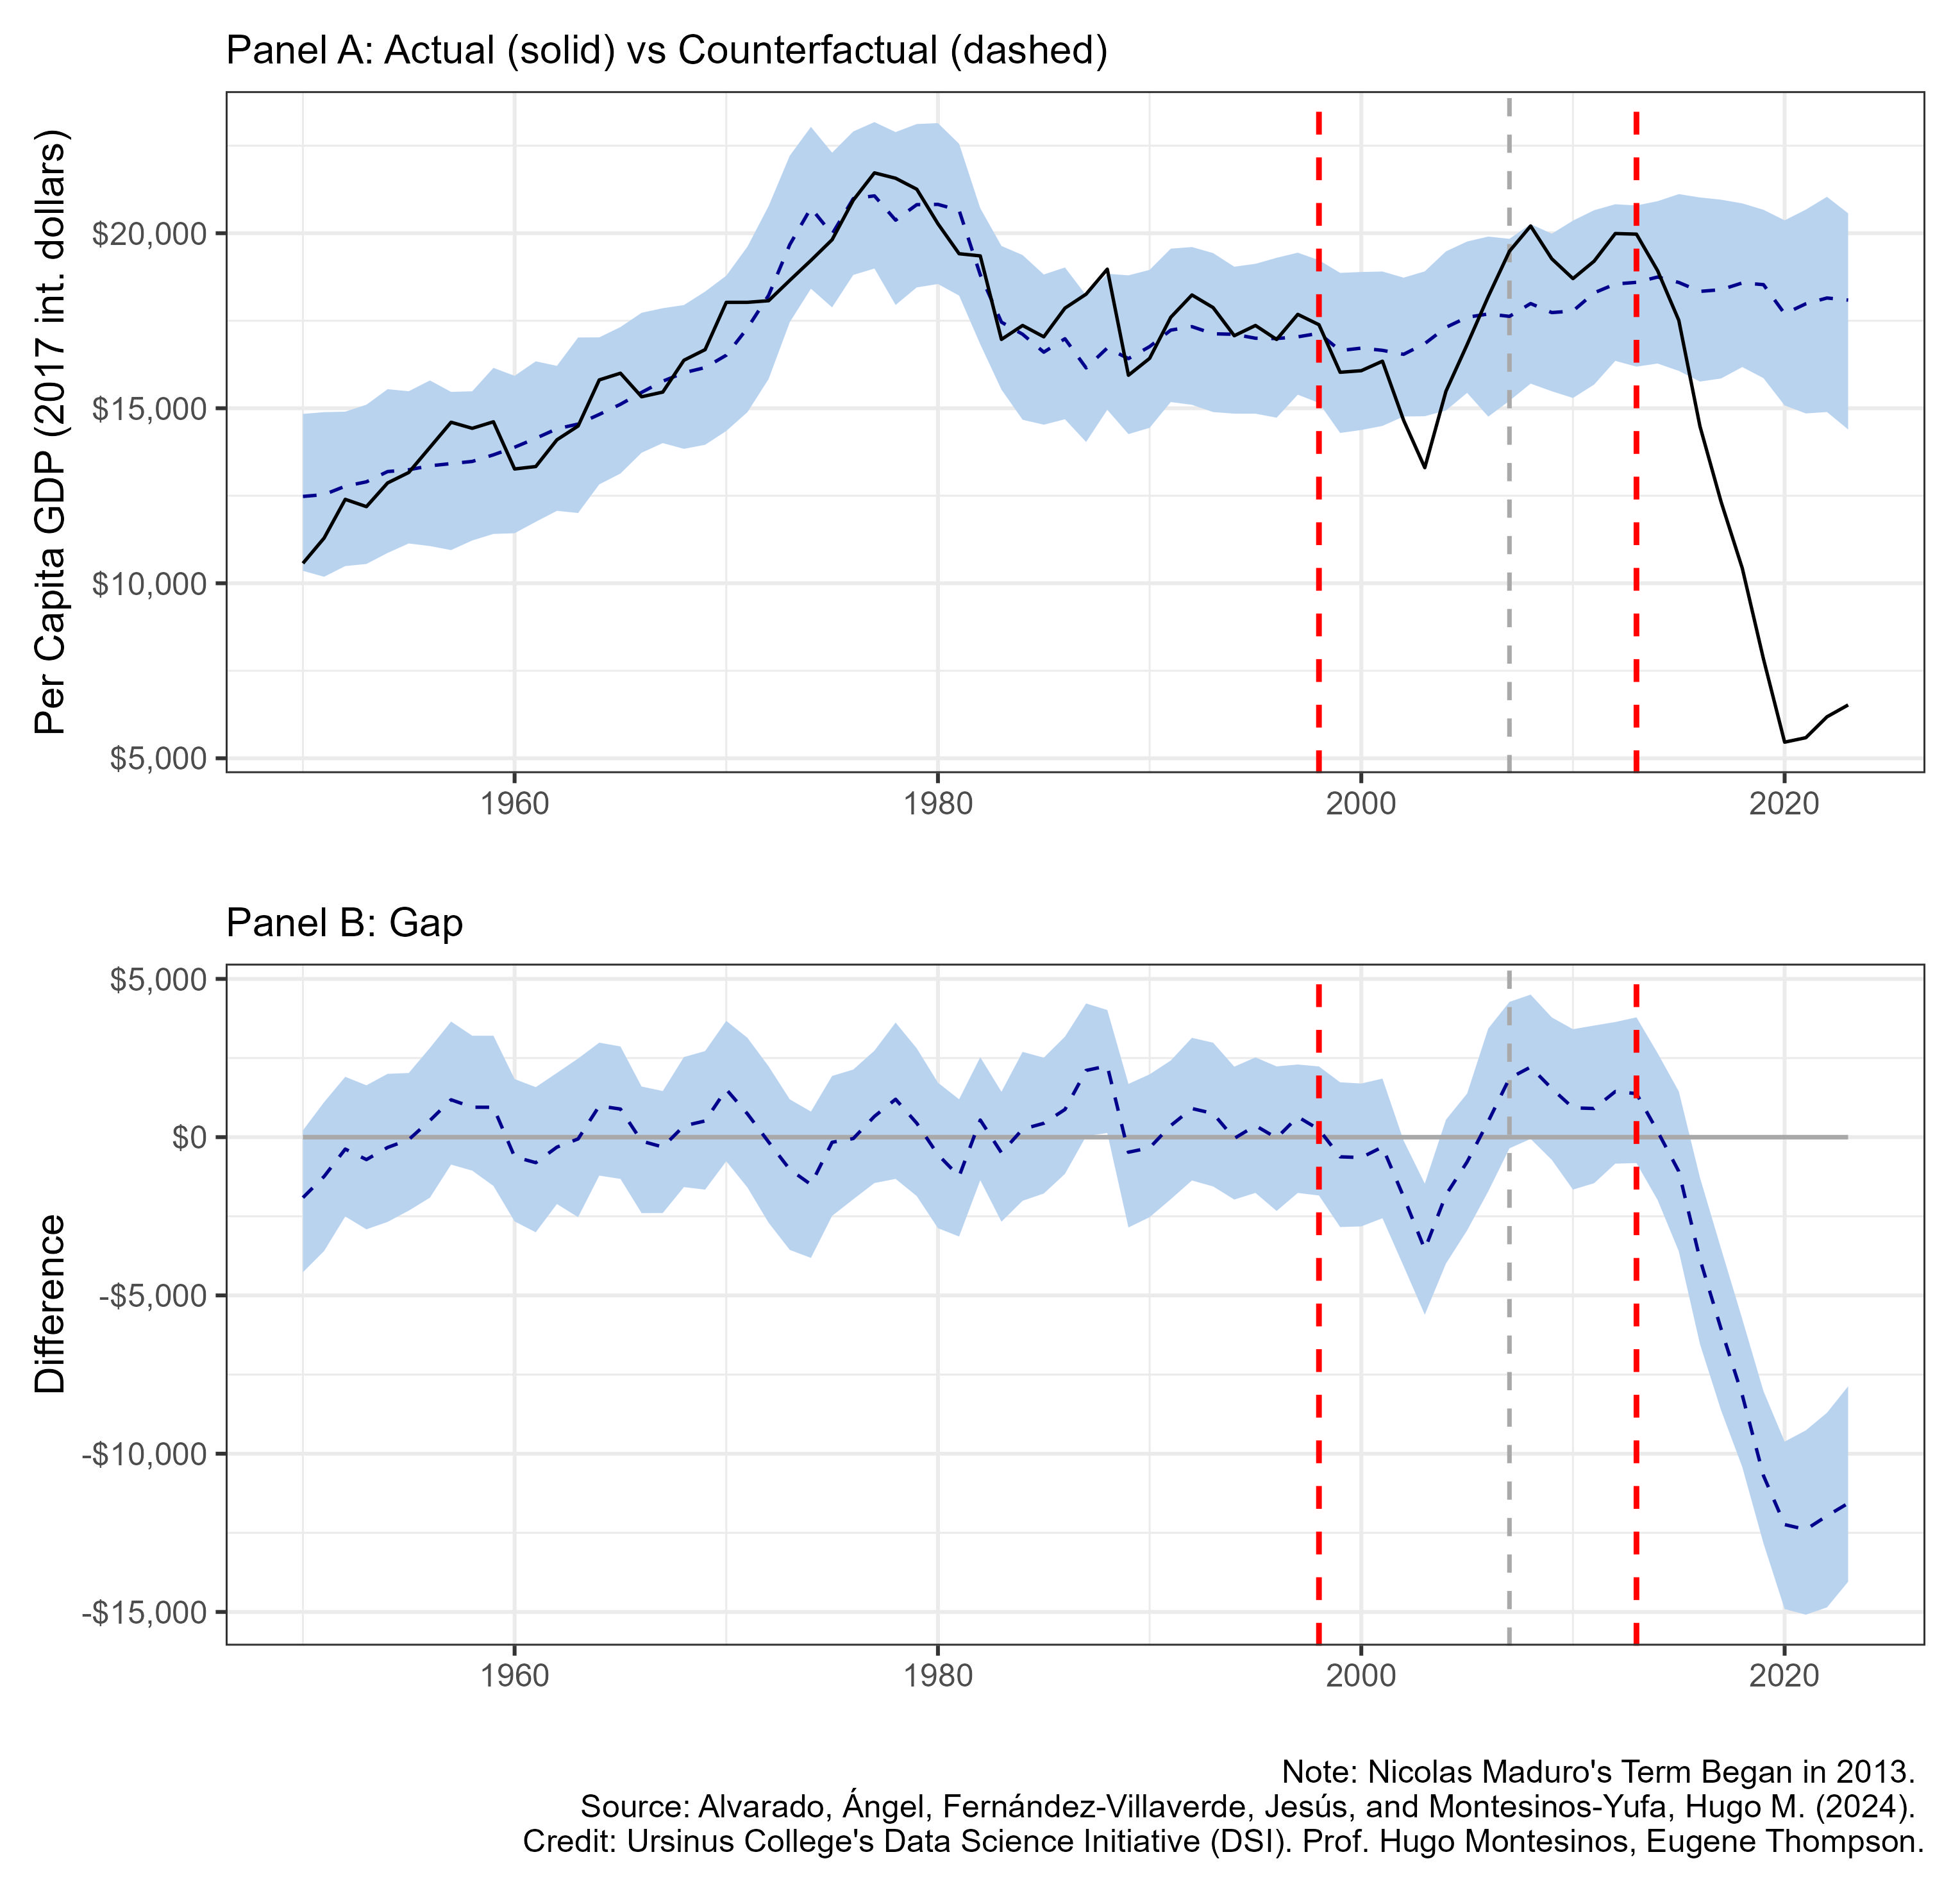 Panel A: Actual (solid) vs Counterfactual (dashed)
Per Capita GDP (2017 int. dollars)
$20,000
$15,000
$10,000
$5,000
1960 1980 2000 2020
Panel B: Gap
Difference
$5,000
$0
-$5,000
-$10,000
-$15,000
1960 1980 2000 2020
Note: Nicolas Maduro's Term Began in 2013.
Source: Alvarado, Ángel, Fernández-Villaverde, Jesús, and Montesinos-Yufa, Hugo M. (2024).
Credit: Ursinus College's Data Science Initiative (DSI). Prof. Hugo Montesinos, Eugene Thompson.